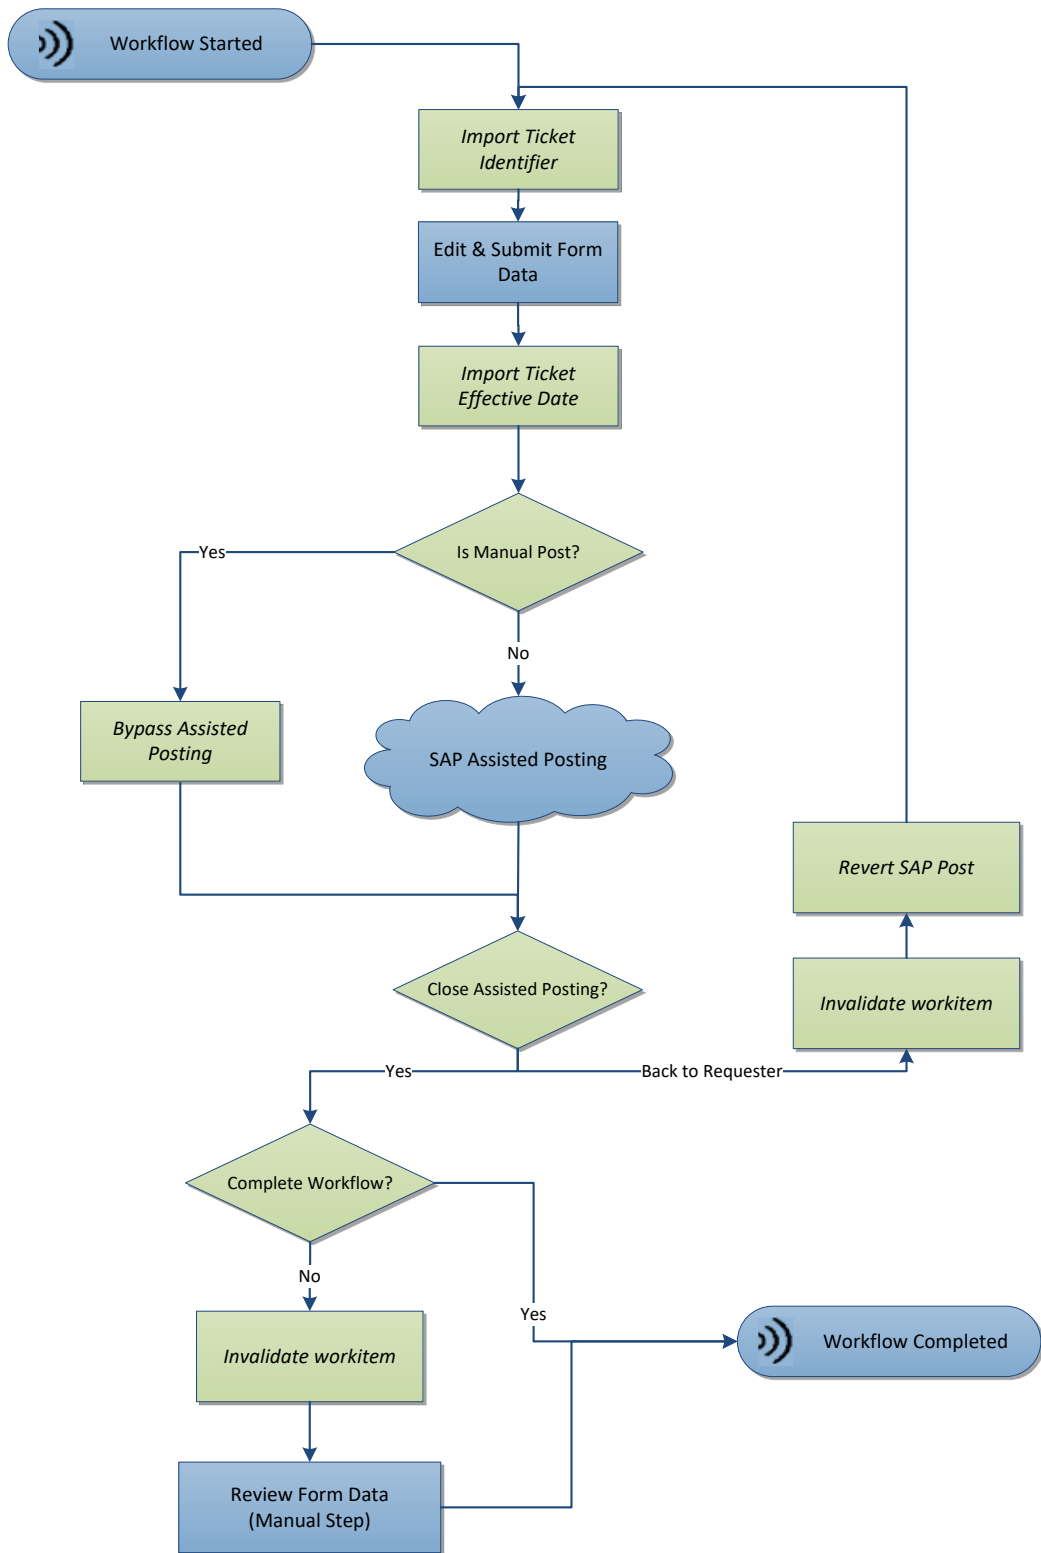 Workflow Started
Import Ticket
Identifier
Edit & Submit Form
Data
Import Ticket
Effective Date
Is Manual Post?
Yes
No
Bypass Assisted
Posting
SAP Assisted Posting
Revert SAP Post
Invalidate workitem
Close Assisted Posting?
Yes
Back to Requester
Complete Workflow?
No
Yes
Invalidate workitem
Workflow Completed
Review Form Data
(Manual Step)